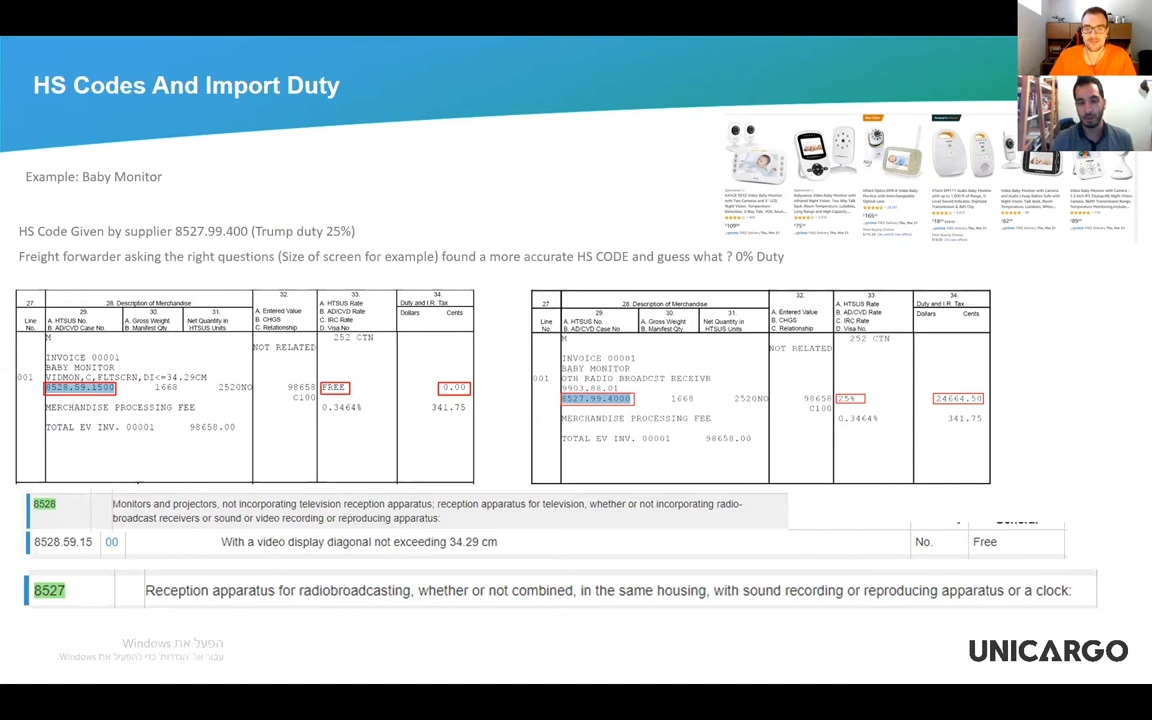 HS Codes And Import Duty
Example: Baby Monitor
HS Code Given by supplier 8527.99.400 (Trump duty 25%)
Freight forwarder asking the right questions (Size of screen for example) found a more accurate HS CODE and guess what ? 0% Duty
27.
28. Description of Merchandise
32.
33.
34.
Line No.
29.
A. HTSUS No.
B. AD/CVD Case No.
30.
A. Gross Weight
B. Manifest Qty.
31.
Net Quantity in
HTSUS Units
A. Entered Value
B. CHGS
C. Relationship
A. HTSUS Rate
B. AD/CVD Rate
C. IRC Rate
D. Visa No.
Duty and I.R. Tax
Dollars Cents
M
252 CTN
NOT RELATED
INVOICE 00001
BABY MONITOR
001 VIDMON,C,FLTSCRN,DI<=34.29CM
8528.59.1500 1668 2520NO 98658 FREE 0.00
C100
MERCHANDISE PROCESSING FEE 0.3464% 341.75
TOTAL EV INV. 00001 98658.00
27.
28. Description of Merchandise
32.
33.
34.
Line No.
29.
A. HTSUS No.
B. AD/CVD Case No.
30.
A. Gross Weight
B. Manifest Qty.
31.
Net Quantity in
HTSUS Units
A. Entered Value
B. CHGS
C. Relationship
A. HTSUS Rate
B. AD/CVD Rate
C. IRC Rate
D. Visa No.
Duty and I.R. Tax
Dollars Cents
M
252 CTN
NOT RELATED
INVOICE 00001
BABY MONITOR
001 OTH RADIO BROADCST RECEIVR
9903.88.01
8527.99.4000 1668 2520NO 98658 25% 24664.50
C100
MERCHANDISE PROCESSING FEE 0.3464% 341.75
TOTAL EV INV. 00001 98658.00
8528 Monitors and projectors, not incorporating television reception apparatus; reception apparatus for television, whether or not incorporating radio-
broadcast receivers or sound or video recording or reproducing apparatus:
8528.59.15 00 With a video display diagonal not exceeding 34.29 cm No. Free
8527 Reception apparatus for radiobroadcasting, whether or not combined, in the same housing, with sound recording or reproducing apparatus or a clock:
הפעל את Windows
עבור אל 'הגדרות' כדי להפעיל את Windows.
UNICARGO